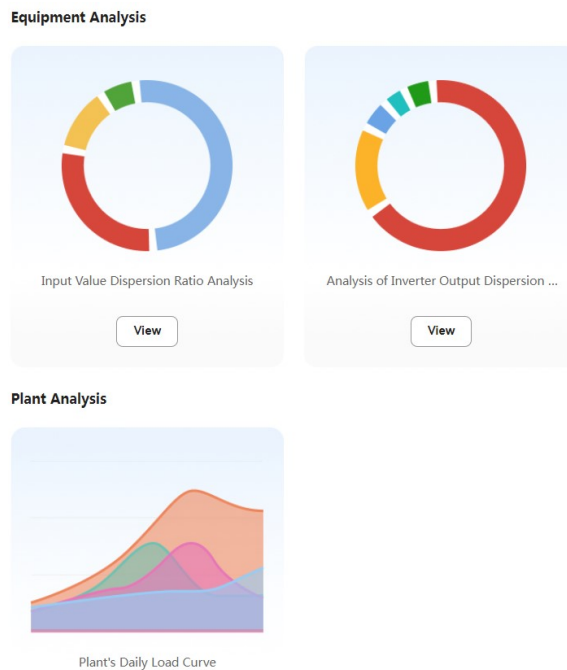 Equipment Analysis
Input Value Dispersion Ratio Analysis
Analysis of Inverter Output Dispersion ...
View
View
Plant Analysis
Plant's Daily Load Curve